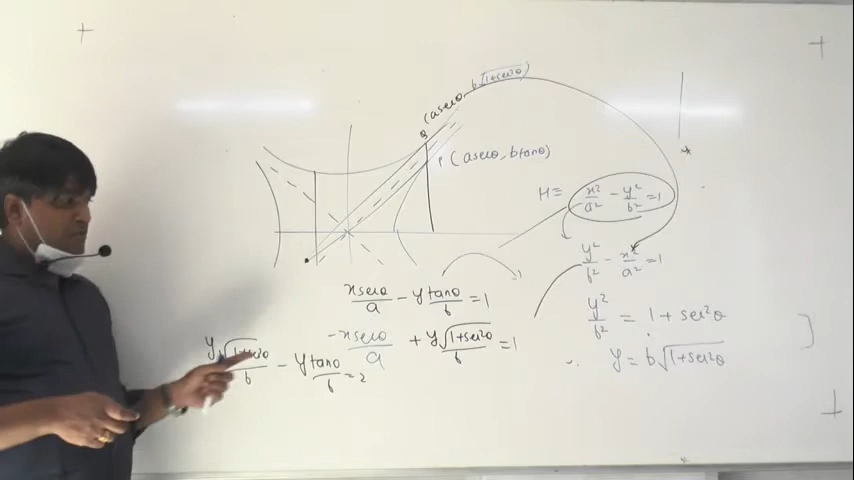 (a secθ, b√(1+sec²θ))
Q
P (a secθ, b tanθ)
H ≡ x²/a² - y²/b² = 1
y²/b² - x²/a² = 1
x secθ/a - y tanθ/b = 1
y²/b² = 1 + sec²θ
-x secθ/a + y√(1+sec²θ)/b = 1
∴ y = b√(1+sec²θ)
y√(1+sec²θ)/b - y tanθ/b = 2